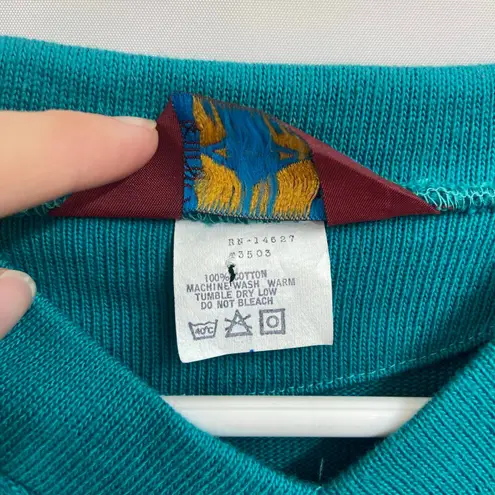 RN-14627
#3503
100% COTTON
MACHINE WASH WARM
TUMBLE DRY LOW
DO NOT BLEACH
40°C